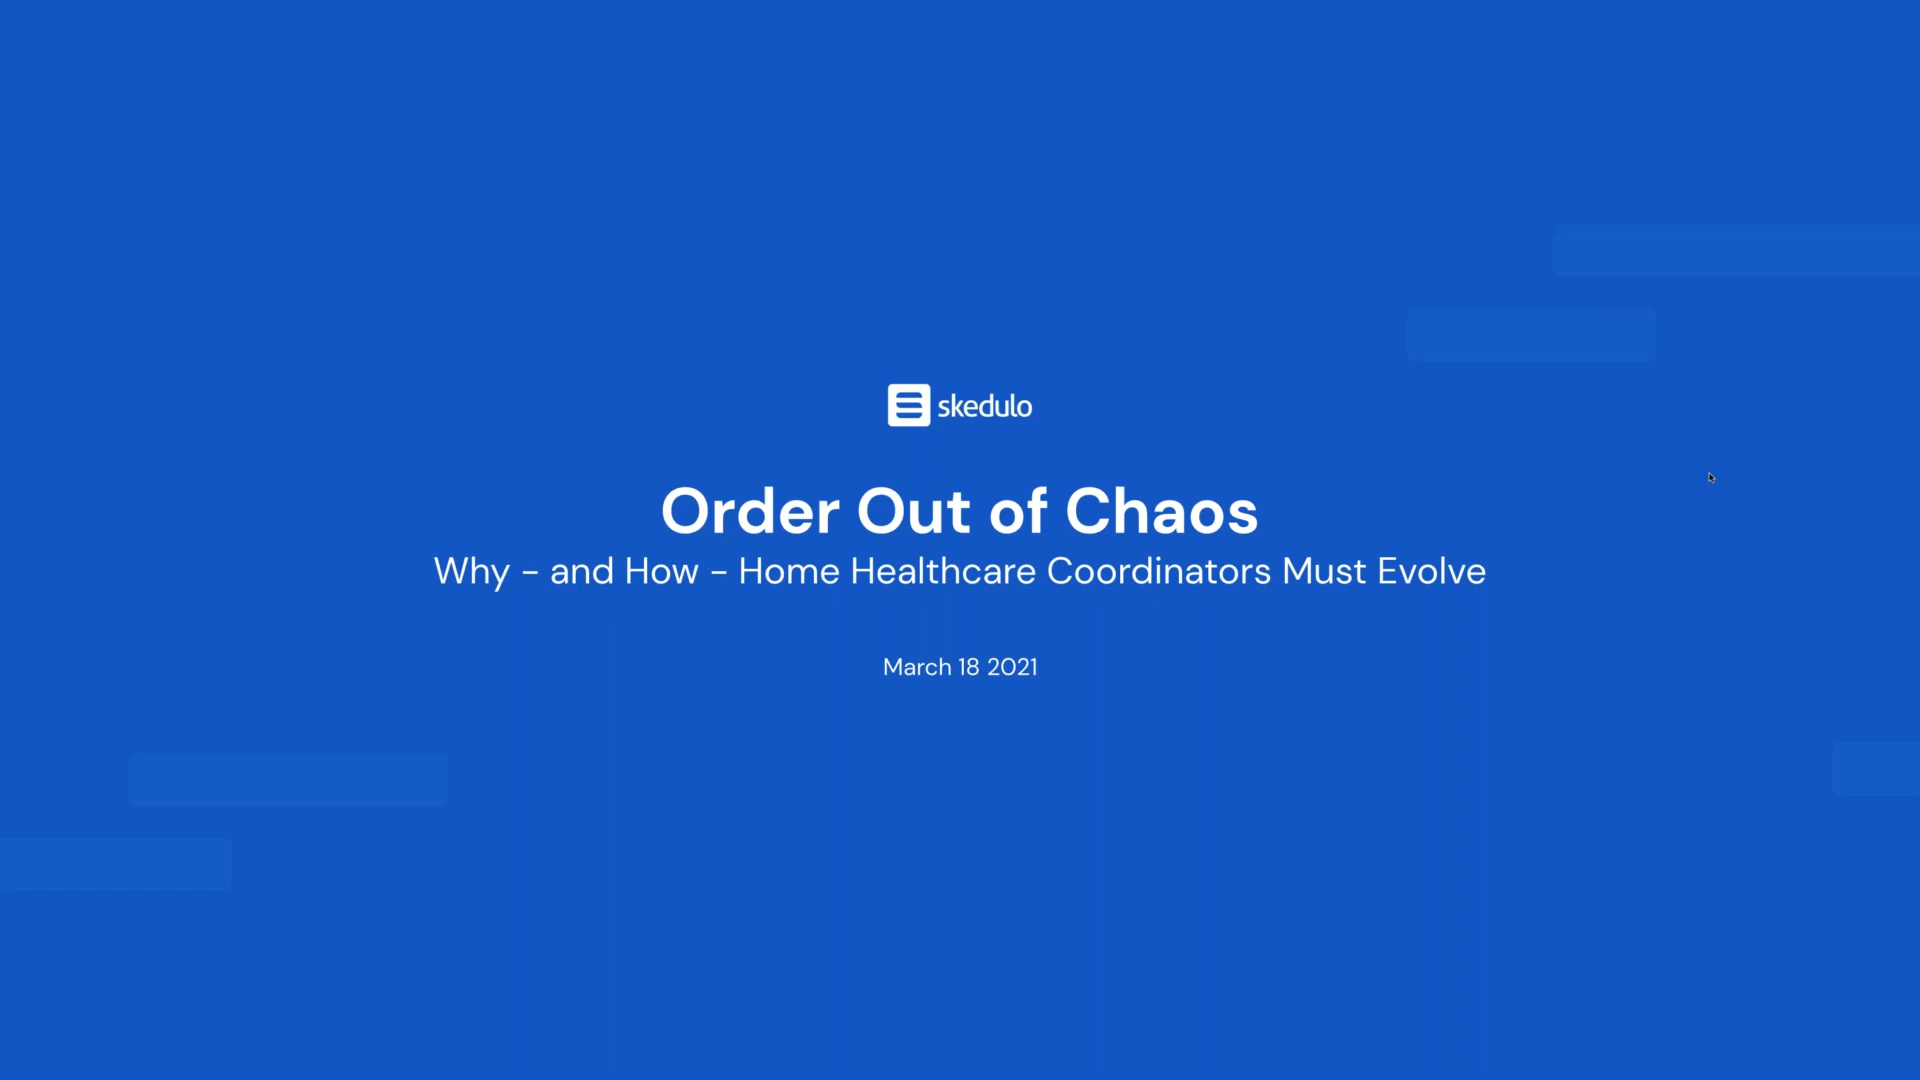 skedulo
Order Out of Chaos
Why - and How - Home Healthcare Coordinators Must Evolve
March 18 2021